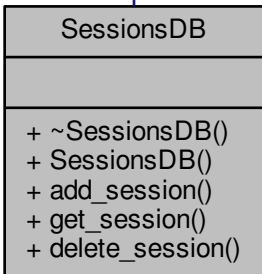 SessionsDB
+ ~SessionsDB()
+ SessionsDB()
+ add_session()
+ get_session()
+ delete_session()